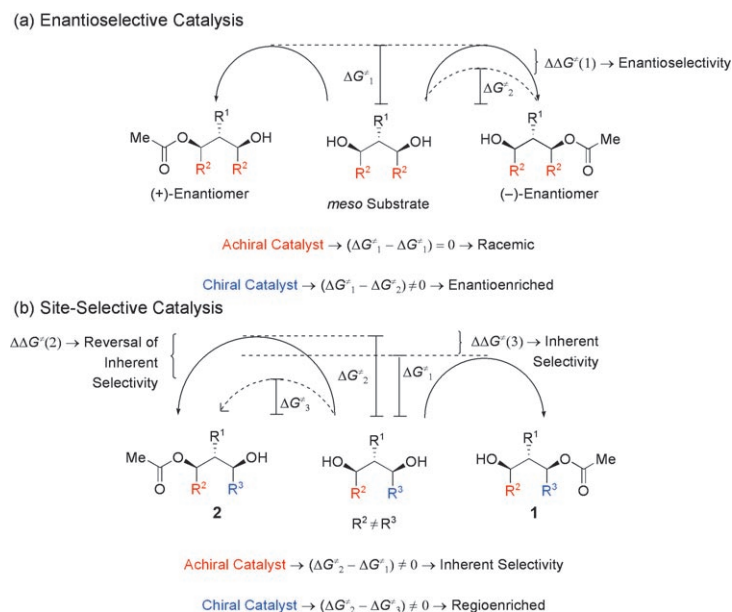 (a) Enantioselective Catalysis
ΔΔG≠(1) → Enantioselectivity
ΔG≠1
ΔG≠2
Me O R1 OH
O R2 R2
(+)-Enantiomer
HO R1 OH
R2 R2
meso Substrate
HO R1 O Me
R2 R2 O
(–)-Enantiomer
Achiral Catalyst → (ΔG≠1 – ΔG≠1) = 0 → Racemic
Chiral Catalyst → (ΔG≠1 – ΔG≠2) ≠ 0 → Enantioenriched
(b) Site-Selective Catalysis
ΔΔG≠(2) → Reversal of
Inherent
Selectivity
ΔΔG≠(3) → Inherent
Selectivity
ΔG≠2
ΔG≠1
ΔG≠3
Me O R1 OH
O R2 R3
2
HO R1 OH
R2 R3
R2 ≠ R3
HO R1 O Me
R2 R3 O
1
Achiral Catalyst → (ΔG≠2 – ΔG≠1) ≠ 0 → Inherent Selectivity
Chiral Catalyst → (ΔG≠2 – ΔG≠3) ≠ 0 → Regioenriched